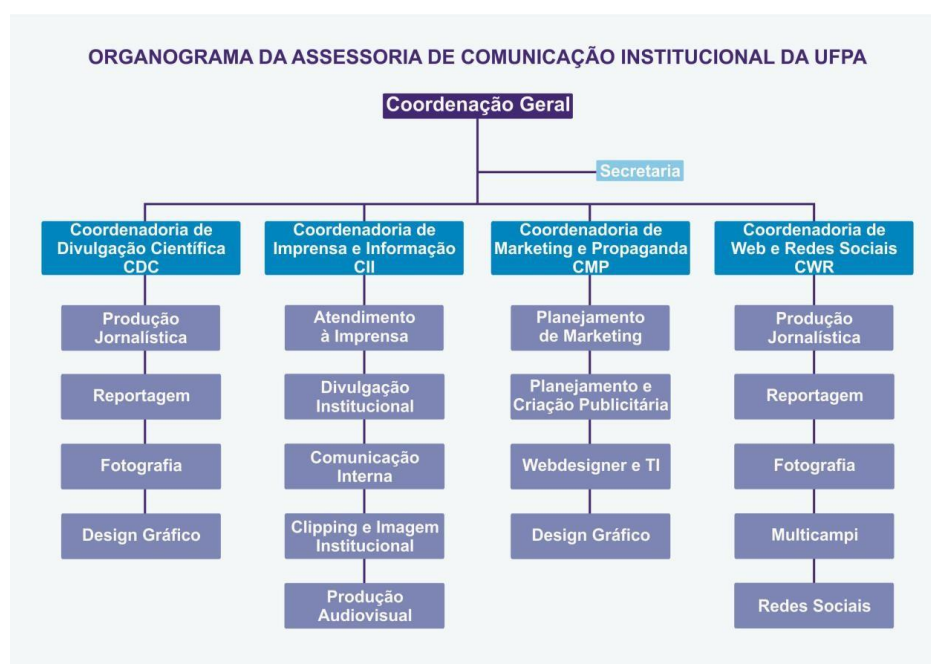 ORGANOGRAMA DA ASSESSORIA DE COMUNICAÇÃO INSTITUCIONAL DA UFPA
Coordenação Geral
Secretaria
Coordenadoria de
Divulgação Científica
CDC
Produção
Jornalística
Reportagem
Fotografia
Design Gráfico
Coordenadoria de
Imprensa e Informação
CII
Atendimento
à Imprensa
Divulgação
Institucional
Comunicação
Interna
Clipping e Imagem
Institucional
Produção
Audiovisual
Coordenadoria de
Marketing e Propaganda
CMP
Planejamento
de Marketing
Planejamento e
Criação Publicitária
Webdesigner e TI
Design Gráfico
Coordenadoria de
Web e Redes Sociais
CWR
Produção
Jornalística
Reportagem
Fotografia
Multicampi
Redes Sociais